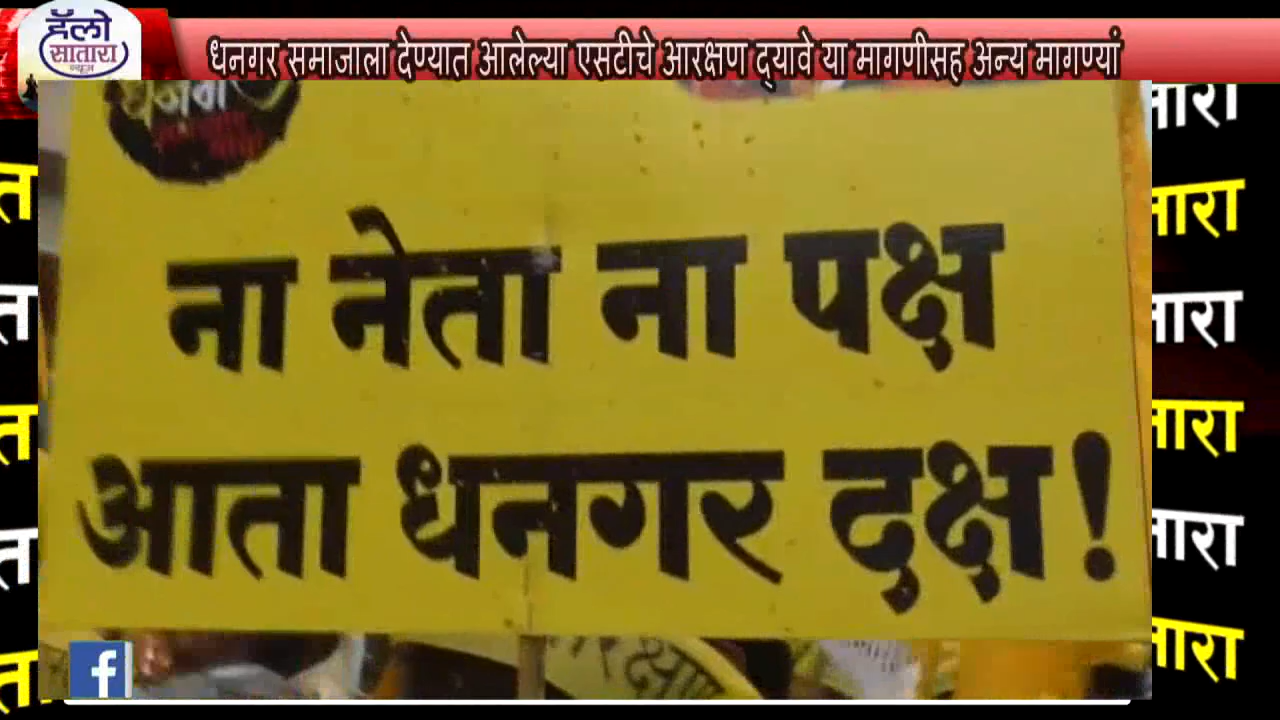 हॅलो
सातारा
न्यूज
धनगर समाजाला देण्यात आलेल्या एसटीचे आरक्षण द्यावे या मागणीसह अन्य मागण्यां
ना नेता ना पक्ष
आता धनगर दक्ष!
f